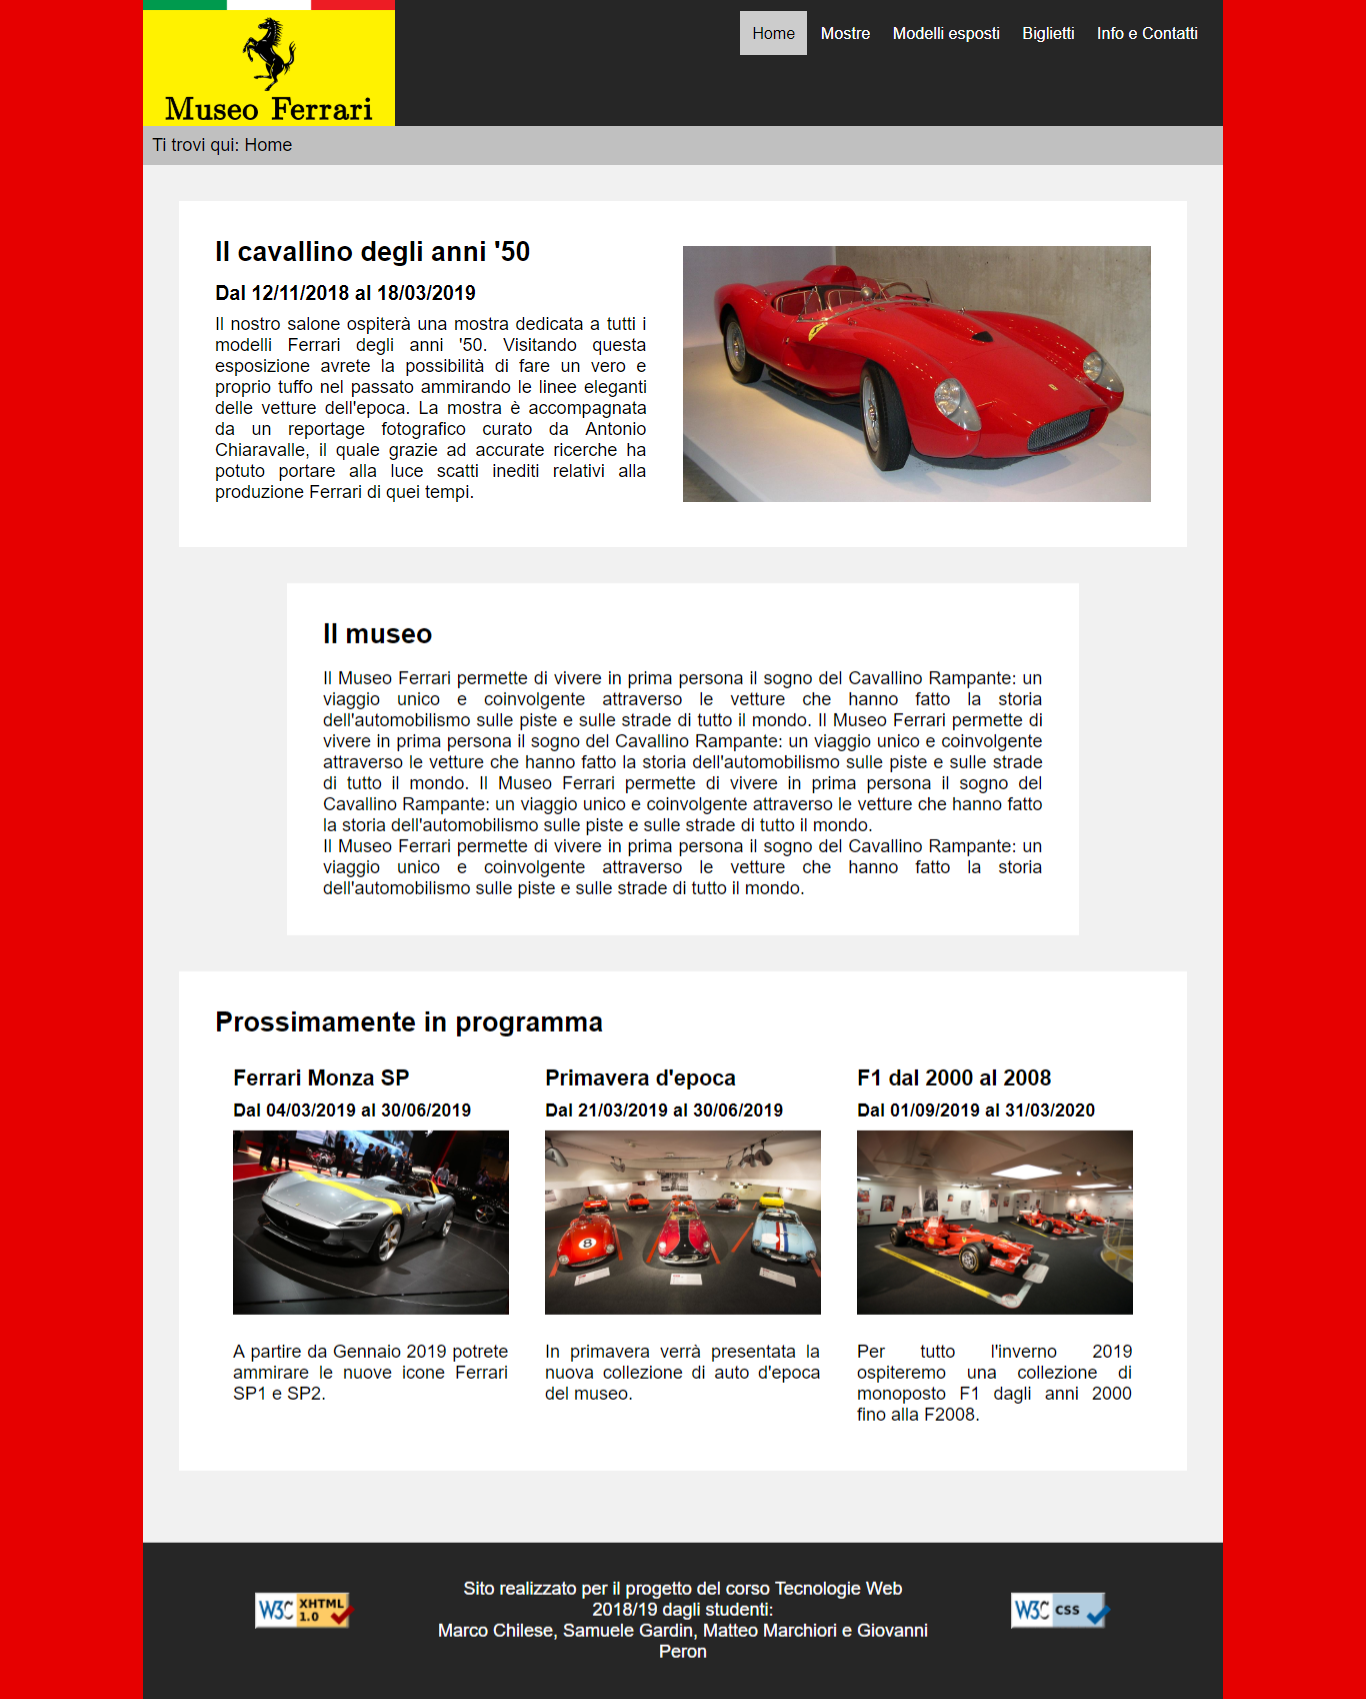 Museo Ferrari
Home Mostre Modelli esposti Biglietti Info e Contatti
Ti trovi qui: Home
Il cavallino degli anni '50
Dal 12/11/2018 al 18/03/2019
Il nostro salone ospiterà una mostra dedicata a tutti i
modelli Ferrari degli anni '50. Visitando questa
esposizione avrete la possibilità di fare un vero e
proprio tuffo nel passato ammirando le linee eleganti
delle vetture dell'epoca. La mostra è accompagnata
da un reportage fotografico curato da Antonio
Chiaravalle, il quale grazie ad accurate ricerche ha
potuto portare alla luce scatti inediti relativi alla
produzione Ferrari di quei tempi.
Il museo
Il Museo Ferrari permette di vivere in prima persona il sogno del Cavallino Rampante: un
viaggio unico e coinvolgente attraverso le vetture che hanno fatto la storia
dell'automobilismo sulle piste e sulle strade di tutto il mondo. Il Museo Ferrari permette di
vivere in prima persona il sogno del Cavallino Rampante: un viaggio unico e coinvolgente
attraverso le vetture che hanno fatto la storia dell'automobilismo sulle piste e sulle strade
di tutto il mondo. Il Museo Ferrari permette di vivere in prima persona il sogno del
Cavallino Rampante: un viaggio unico e coinvolgente attraverso le vetture che hanno fatto
la storia dell'automobilismo sulle piste e sulle strade di tutto il mondo.
Il Museo Ferrari permette di vivere in prima persona il sogno del Cavallino Rampante: un
viaggio unico e coinvolgente attraverso le vetture che hanno fatto la storia
dell'automobilismo sulle piste e sulle strade di tutto il mondo.
Prossimamente in programma
Ferrari Monza SP
Dal 04/03/2019 al 30/06/2019
A partire da Gennaio 2019 potrete
ammirare le nuove icone Ferrari
SP1 e SP2.
Primavera d'epoca
Dal 21/03/2019 al 30/06/2019
8
In primavera verrà presentata la
nuova collezione di auto d'epoca
del museo.
F1 dal 2000 al 2008
Dal 01/09/2019 al 31/03/2020
Per tutto l'inverno 2019
ospiteremo una collezione di
monoposto F1 dagli anni 2000
fino alla F2008.
W3C XHTML
1.0
Sito realizzato per il progetto del corso Tecnologie Web
2018/19 dagli studenti:
Marco Chilese, Samuele Gardin, Matteo Marchiori e Giovanni
Peron
W3C CSS